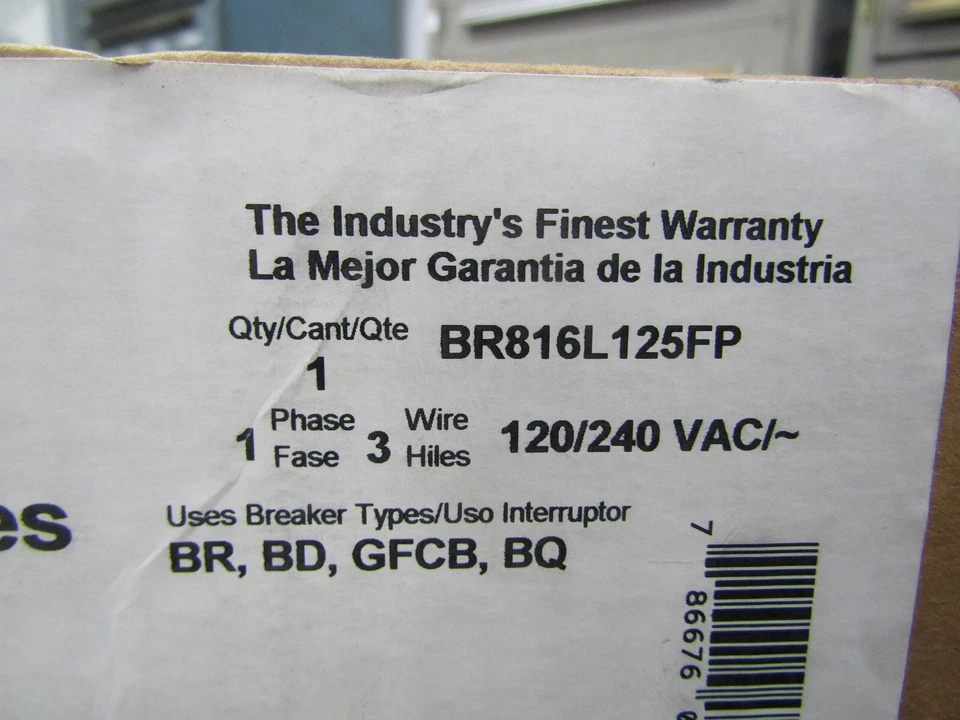 The Industry's Finest Warranty
La Mejor Garantia de la Industria
Qty/Cant/Qte BR816L125FP
1
1 Phase 3 Wire 120/240 VAC/~
Fase Hiles
es
Uses Breaker Types/Uso Interruptor
BR, BD, GFCB, BQ
7 86676